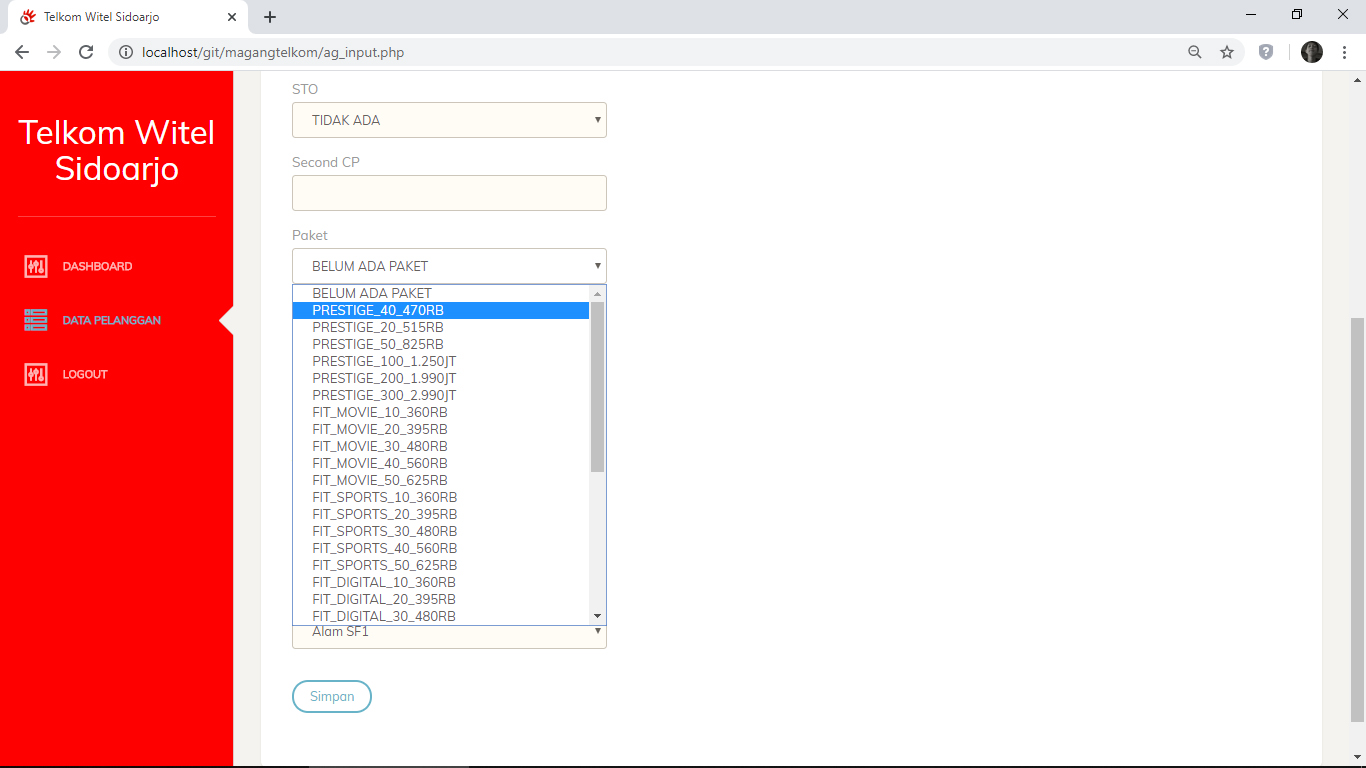 Telkom Witel Sidoarjo
localhost/git/magangtelkom/ag_input.php
Telkom Witel
Sidoarjo
DASHBOARD
DATA PELANGGAN
LOGOUT
STO
TIDAK ADA
Second CP
Paket
BELUM ADA PAKET
BELUM ADA PAKET
PRESTIGE_40_470RB
PRESTIGE_20_515RB
PRESTIGE_50_825RB
PRESTIGE_100_1.250JT
PRESTIGE_200_1.990JT
PRESTIGE_300_2.990JT
FIT_MOVIE_10_360RB
FIT_MOVIE_20_395RB
FIT_MOVIE_30_480RB
FIT_MOVIE_40_560RB
FIT_MOVIE_50_625RB
FIT_SPORTS_10_360RB
FIT_SPORTS_20_395RB
FIT_SPORTS_30_480RB
FIT_SPORTS_40_560RB
FIT_SPORTS_50_625RB
FIT_DIGITAL_10_360RB
FIT_DIGITAL_20_395RB
FIT_DIGITAL_30_480RB
Alam SF1
Simpan